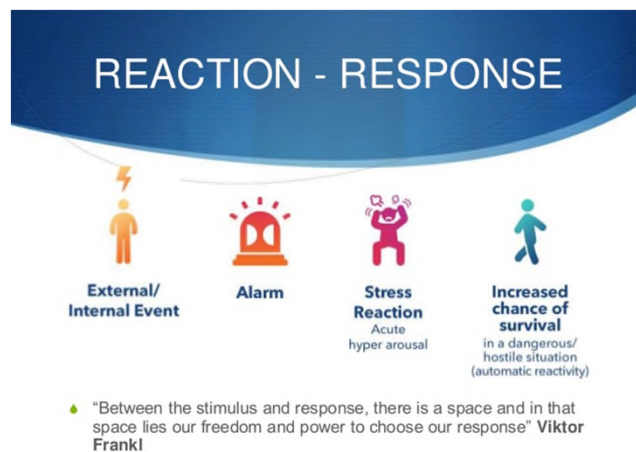 REACTION - RESPONSE
External/
Internal Event
Alarm
Stress
Reaction
Acute
hyper arousal
Increased
chance of
survival
in a dangerous/
hostile situation
(automatic reactivity)
“Between the stimulus and response, there is a space and in that
space lies our freedom and power to choose our response” Viktor
Frankl